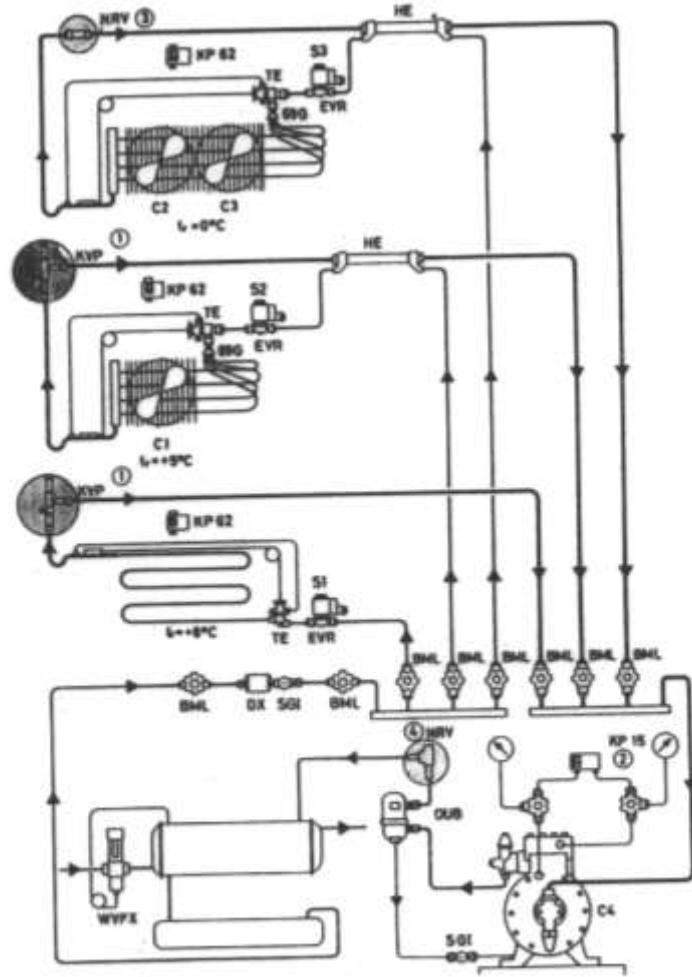 NRV ③
HE
KP 62
S3
TE
EVR
C2 C3
t₀ = 0°C
①
KVP
HE
KP 62
S2
TE
EVR
C1
①
KVP
KP 62
S1
TE
EVR
BML BML BML BML BML BML
BML DX SGI BML
④ NRV
KP 15
②
OUB
WVFX
SGI
C4